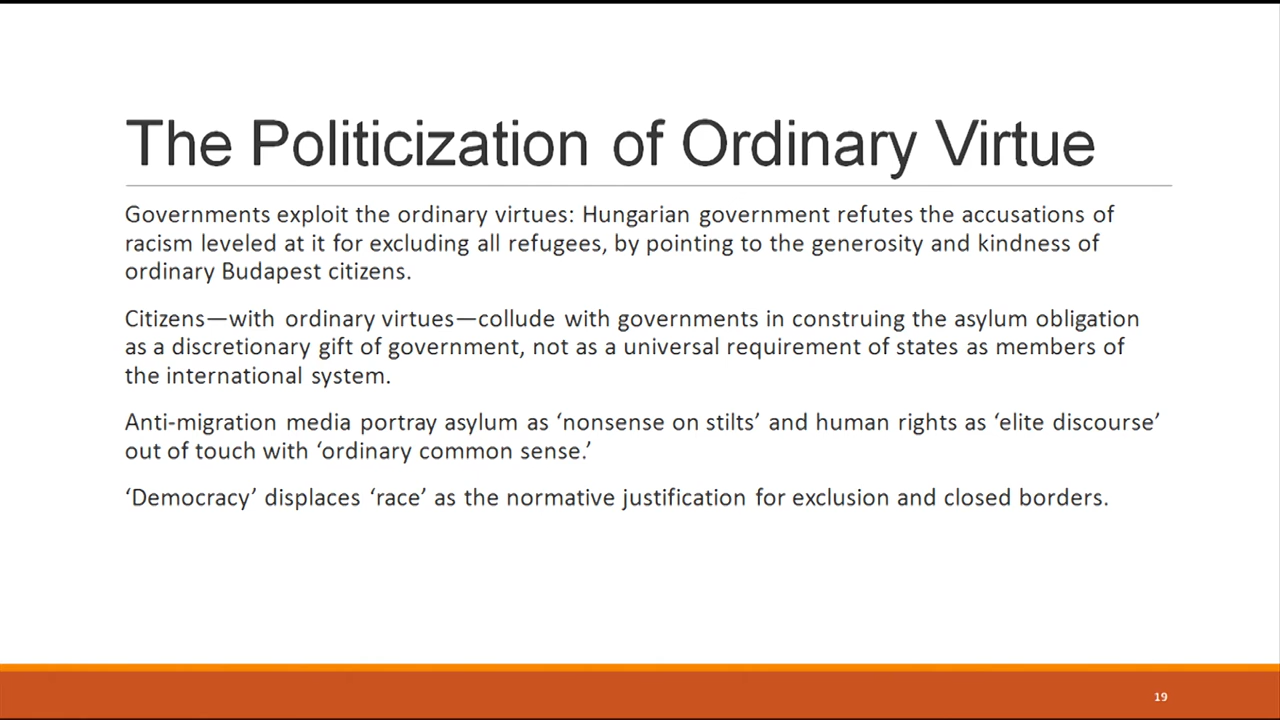 The Politicization of Ordinary Virtue
Governments exploit the ordinary virtues: Hungarian government refutes the accusations of
racism leveled at it for excluding all refugees, by pointing to the generosity and kindness of
ordinary Budapest citizens.
Citizens—with ordinary virtues—collude with governments in construing the asylum obligation
as a discretionary gift of government, not as a universal requirement of states as members of
the international system.
Anti-migration media portray asylum as ‘nonsense on stilts’ and human rights as ‘elite discourse’
out of touch with ‘ordinary common sense.’
‘Democracy’ displaces ‘race’ as the normative justification for exclusion and closed borders.
19